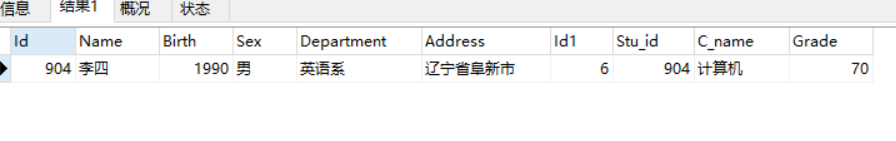 信息 结果1 概况 状态
Id Name Birth Sex Department Address Id1 Stu_id C_name Grade
904 李四 1990 男 英语系 辽宁省阜新市 6 904 计算机 70